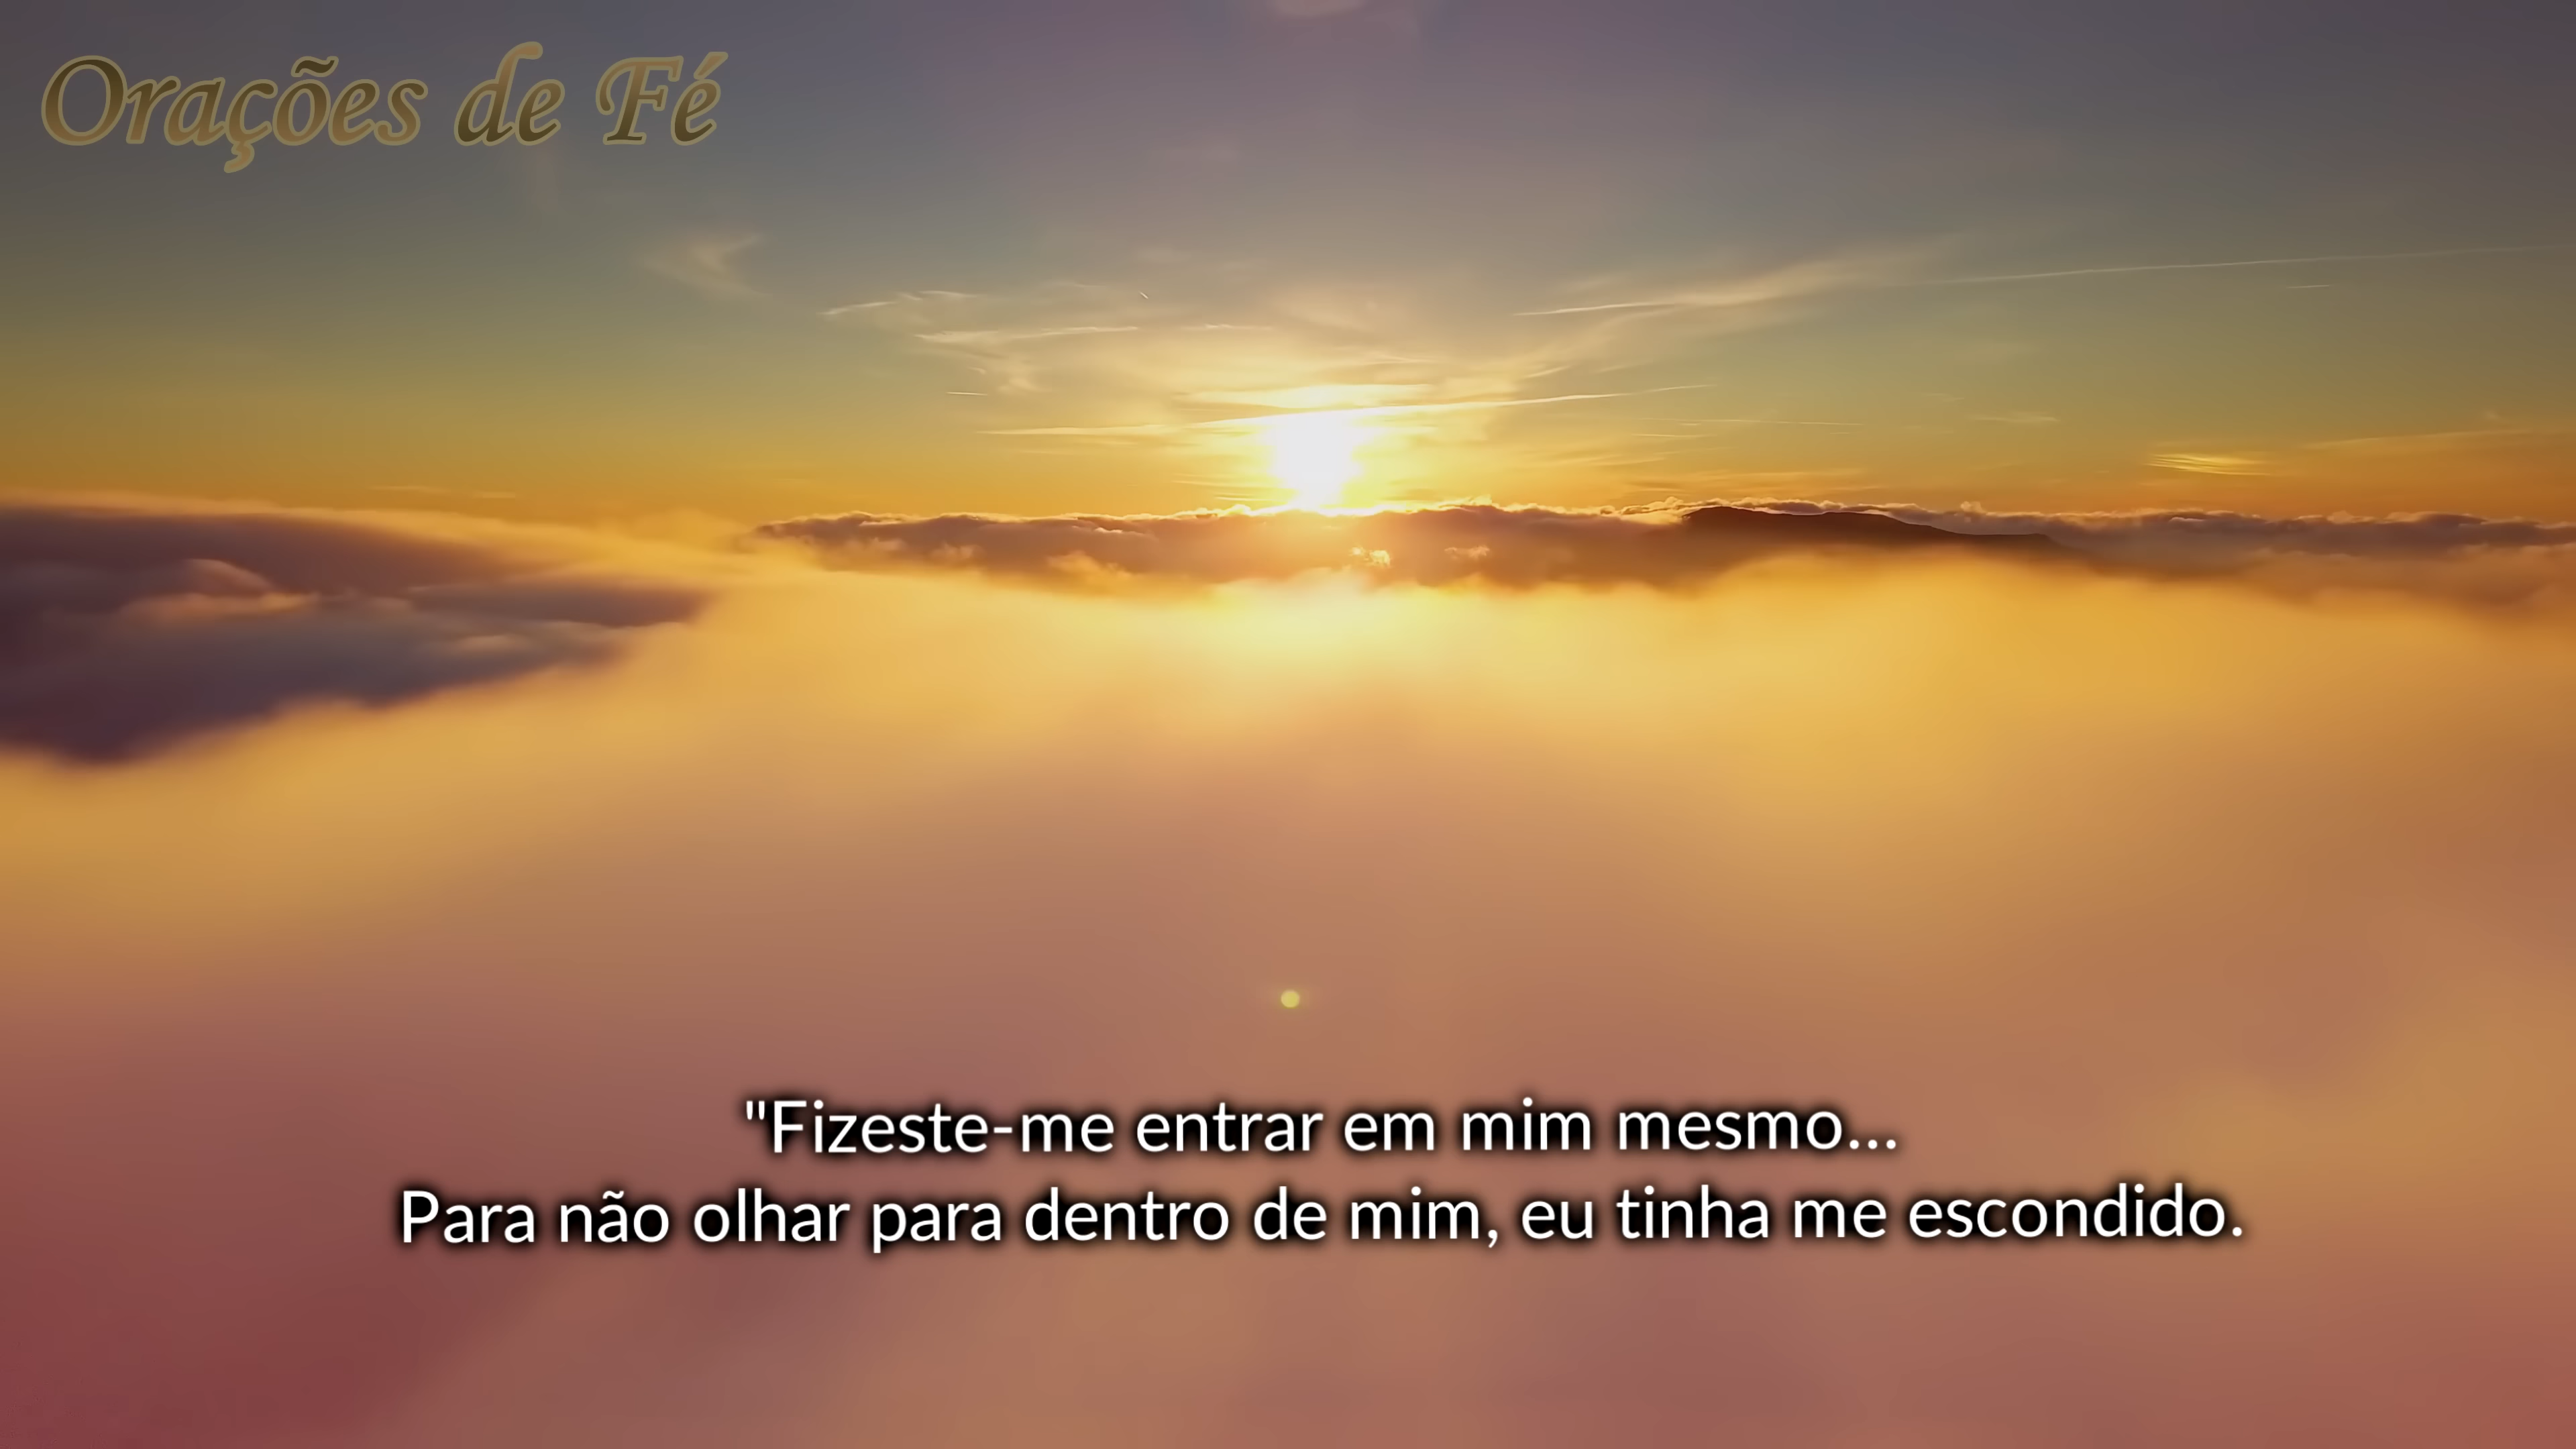 Orações de Fé
"Fizeste-me entrar em mim mesmo...
Para não olhar para dentro de mim, eu tinha me escondido.